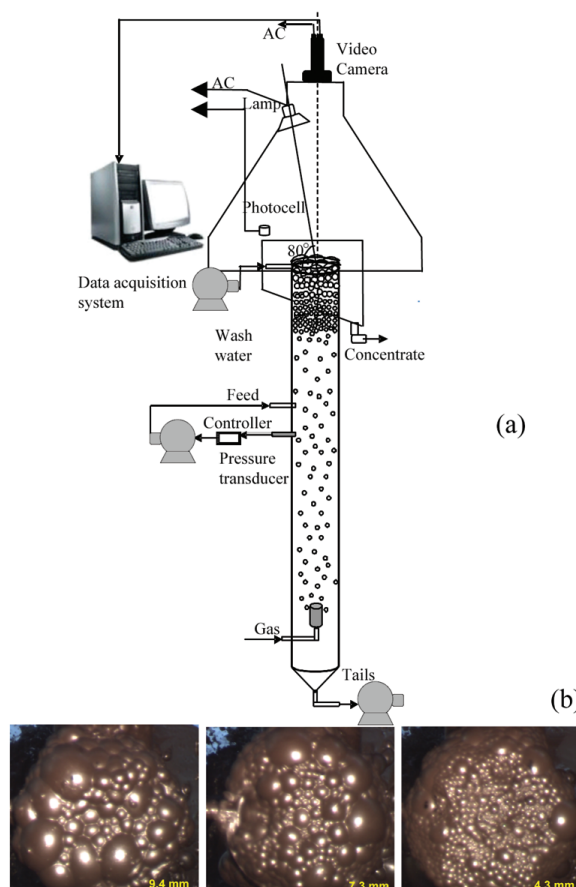 AC
Video
Camera
AC
Lamp
Photocell
80°
Data acquisition
system
Wash
water
Concentrate
Feed
(a)
Controller
Pressure
transducer
Gas
Tails
(b)
9.4 mm
7.3 mm
4.3 mm